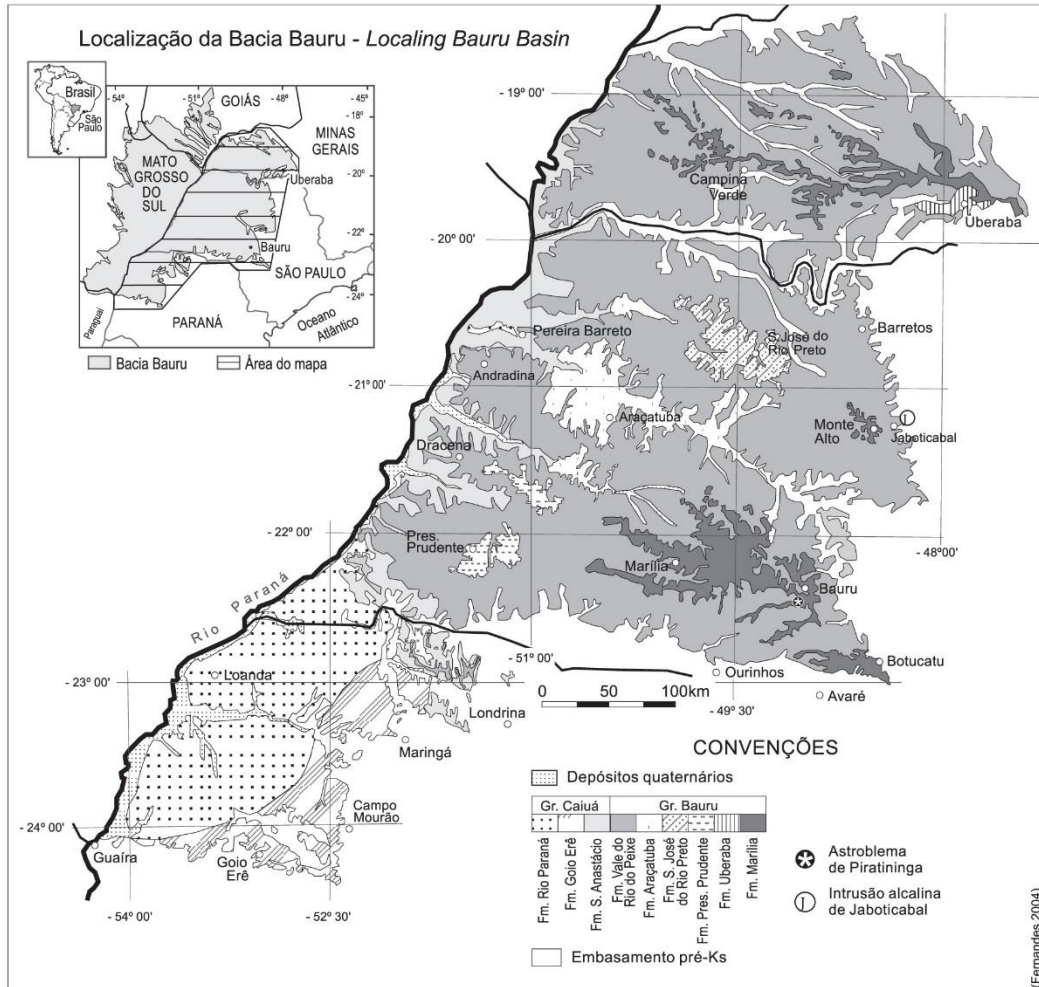 Localização da Bacia Bauru - Localing Bauru Basin
Brasil
São
Paulo
54°
-51°
-48°
-45°
-18°
GOIÁS
MINAS
GERAIS
MATO
GROSSO
DO
SUL
-20°
Uberaba
-22°
Bauru
SÃO PAULO
-24°
PARANÁ
Paraguai
Oceano
Atlântico
Bacia Bauru
Área do mapa
- 19° 00'
Campina
Verde
Uberaba
- 20° 00'
Barretos
Pereira Barreto
S. José do
Rio Preto
Andradina
- 21° 00'
Araçatuba
Monte
Alto
Jaboticabal
Dracena
- 22° 00'
Pres.
Prudente
- 48° 00'
Marília
Bauru
Rio Paraná
- 51° 00'
Botucatu
Ourinhos
- 23° 00'
Loanda
0 50 100km
- 49° 30'
Avaré
Londrina
Maringá
CONVENÇÕES
Depósitos quaternários
Gr. Caiuá
Gr. Bauru
Campo
Mourão
- 24° 00'
Guaíra
Goio
Erê
Fm. Rio Paraná
Fm. Goio Erê
Fm. S. Anastácio
Fm. Vale do
Rio do Peixe
Fm. Araçatuba
Fm. S. José
do Rio Preto
Fm. Pres. Prudente
Fm. Uberaba
Fm. Marília
Astroblema
de Piratininga
Intrusão alcalina
de Jaboticabal
- 54° 00'
- 52° 30'
Embasamento pré-Ks
(Fernandes 2004)